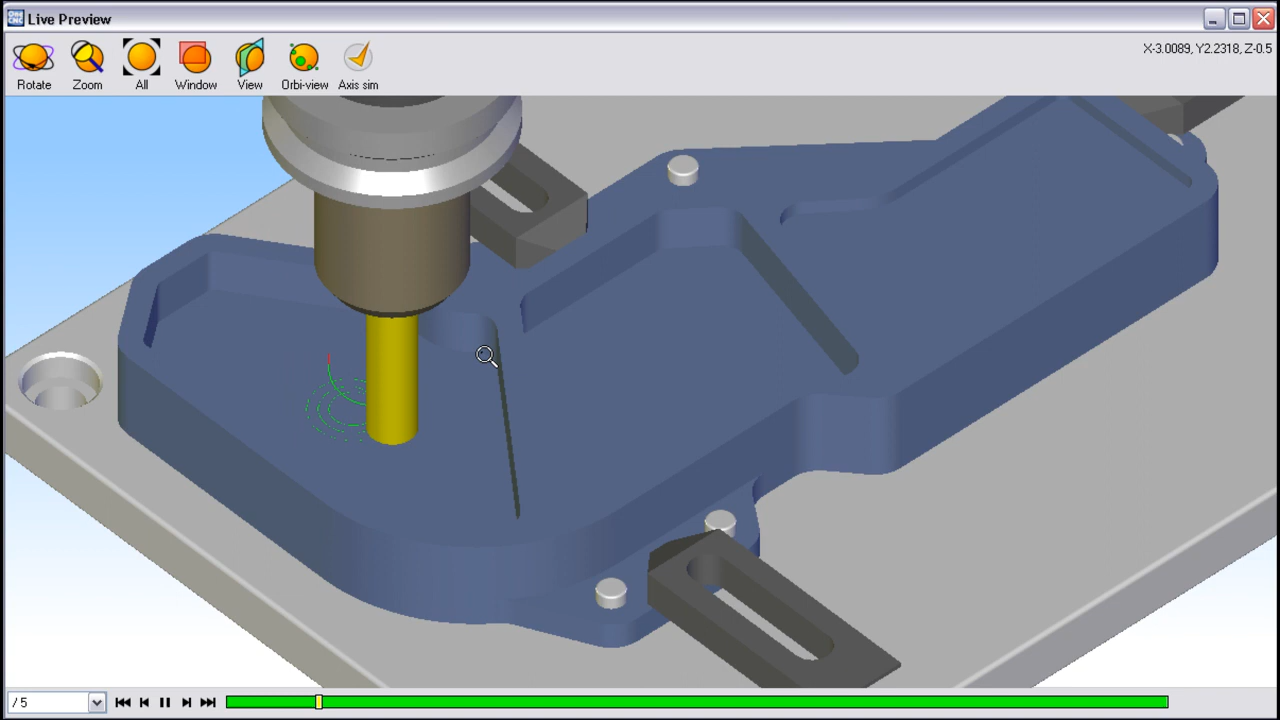 Live Preview
Rotate Zoom All Window View Orbi-view Axis sim
X-3.0089, Y2.2318, Z-0.5
/ 5